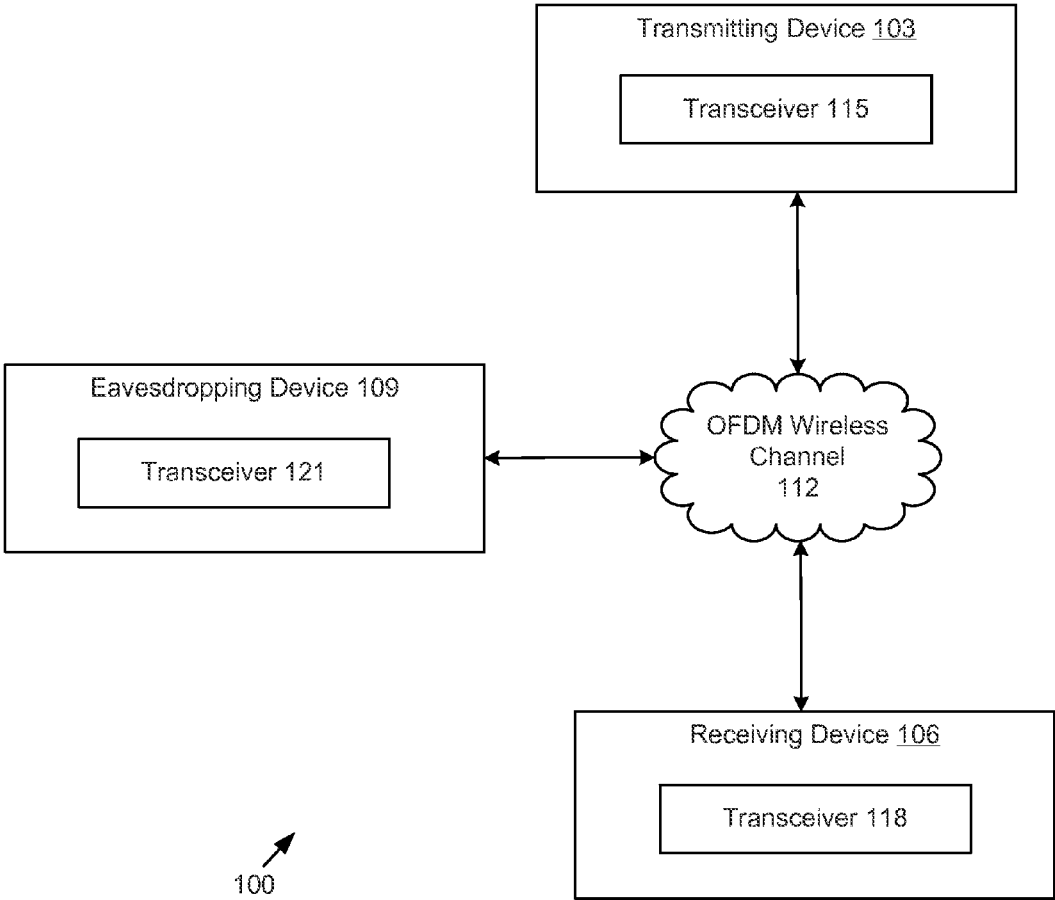 Transmitting Device 103
Transceiver 115
Eavesdropping Device 109
Transceiver 121
OFDM Wireless
Channel
112
Receiving Device 106
Transceiver 118
100